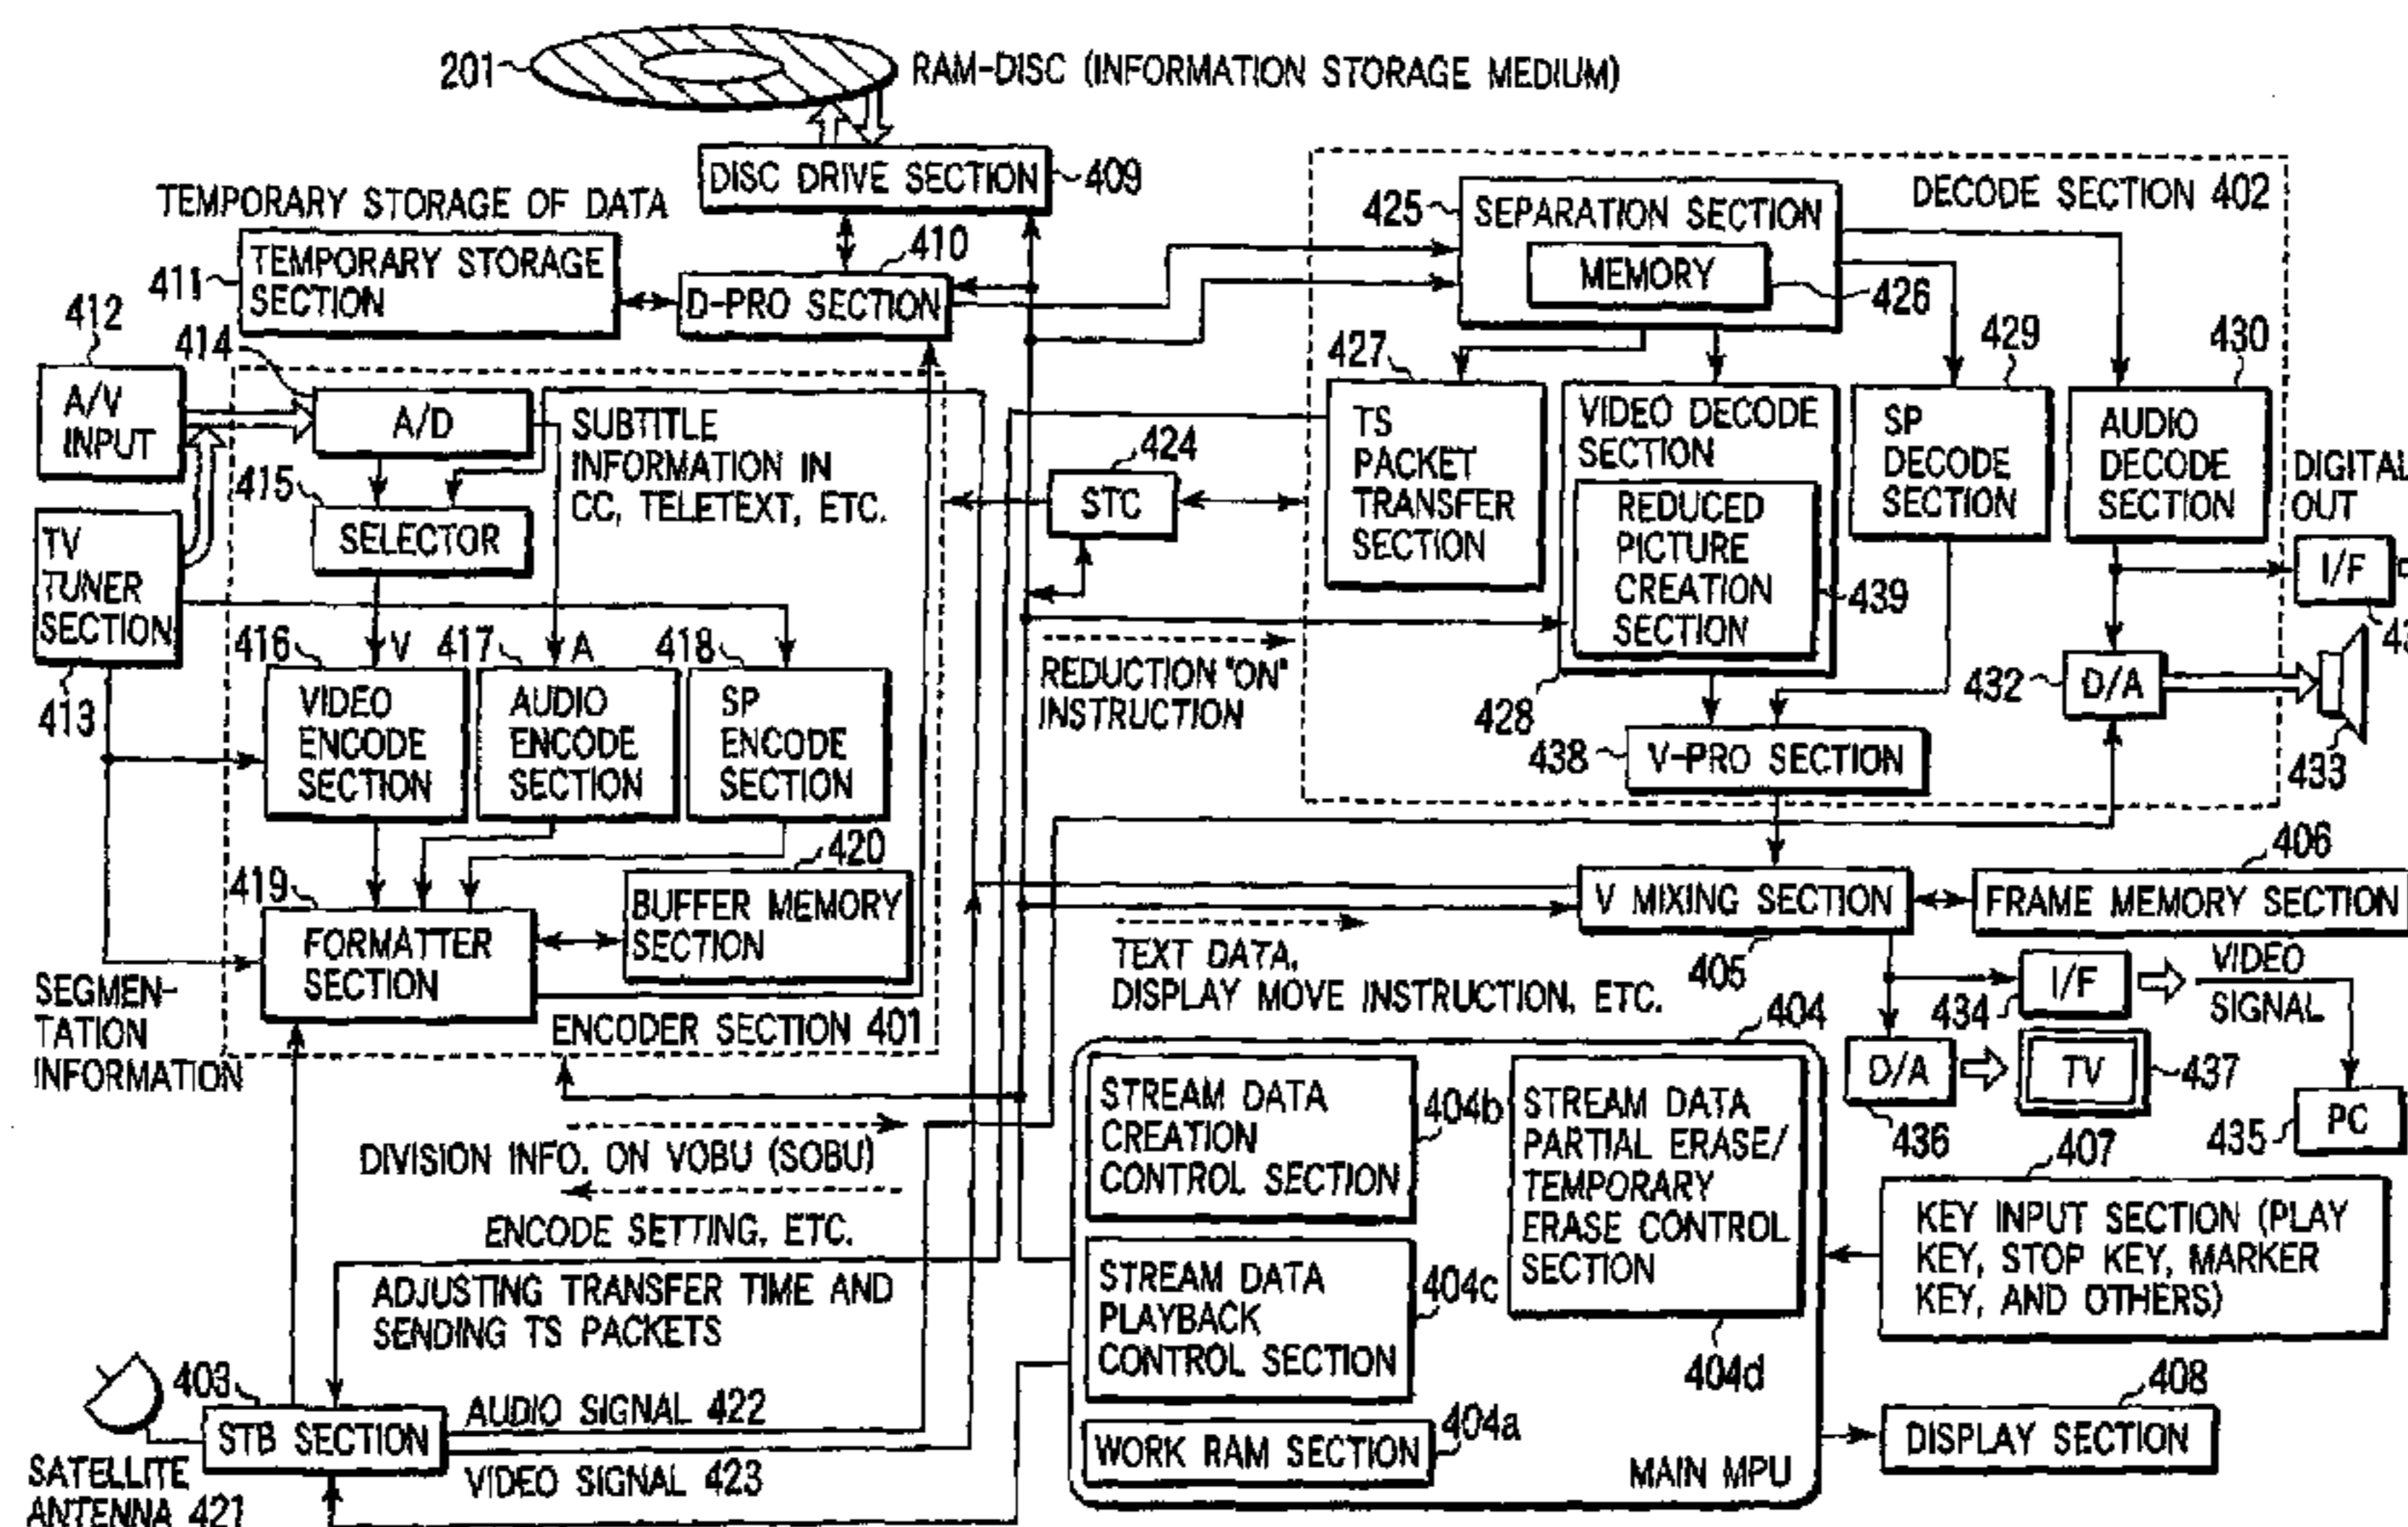 201
RAM-DISC (INFORMATION STORAGE MEDIUM)
DISC DRIVE SECTION
409
TEMPORARY STORAGE OF DATA
411
TEMPORARY STORAGE
SECTION
410
D-PRO SECTION
412
A/V
INPUT
414
A/D
SUBTITLE
INFORMATION IN
CC, TELETEXT, ETC.
415
SELECTOR
TV
TUNER
SECTION
413
416
V
417
A
418
VIDEO
ENCODE
SECTION
AUDIO
ENCODE
SECTION
SP
ENCODE
SECTION
419
FORMATTER
SECTION
420
BUFFER MEMORY
SECTION
SEGMEN-
TATION
INFORMATION
ENCODER SECTION 401
424
STC
REDUCTION "ON"
INSTRUCTION
DECODE SECTION 402
425
SEPARATION SECTION
MEMORY
426
427
TS
PACKET
TRANSFER
SECTION
VIDEO DECODE
SECTION
REDUCED
PICTURE
CREATION
SECTION
439
428
429
SP
DECODE
SECTION
430
AUDIO
DECODE
SECTION
DIGITAL
OUT
I/F
432
D/A
433
438
V-PRO SECTION
V MIXING SECTION
405
406
FRAME MEMORY SECTION
TEXT DATA,
DISPLAY MOVE INSTRUCTION, ETC.
434
I/F
VIDEO
SIGNAL
D/A
436
TV
437
435
PC
DIVISION INFO. ON VOBU (SOBU)
ENCODE SETTING, ETC.
ADJUSTING TRANSFER TIME AND
SENDING TS PACKETS
404
STREAM DATA
CREATION
CONTROL SECTION
404b
STREAM DATA
PLAYBACK
CONTROL SECTION
404c
STREAM DATA
PARTIAL ERASE/
TEMPORARY
ERASE CONTROL
SECTION
404d
WORK RAM SECTION
404a
MAIN MPU
407
KEY INPUT SECTION (PLAY
KEY, STOP KEY, MARKER
KEY, AND OTHERS)
408
DISPLAY SECTION
403
STB SECTION
AUDIO SIGNAL 422
VIDEO SIGNAL 423
SATELLITE
ANTENNA 421